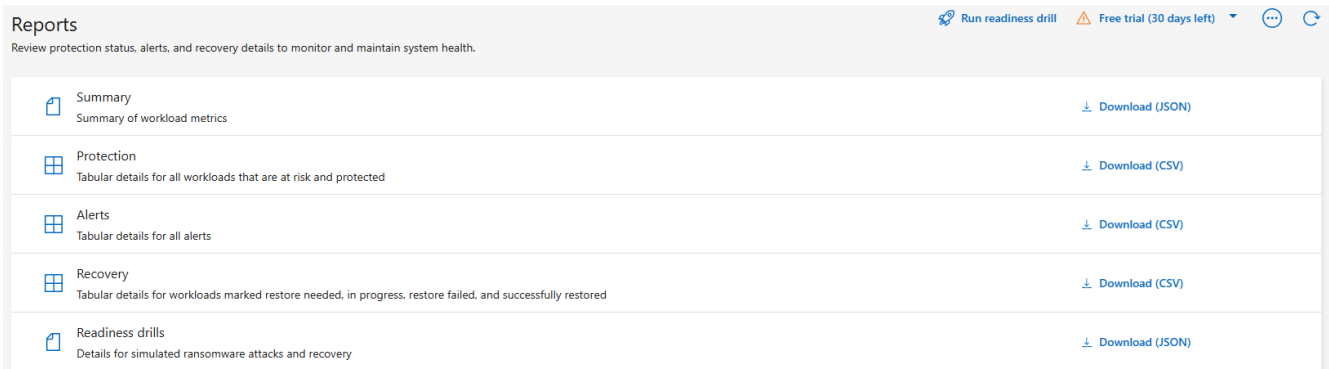 Reports
Run readiness drill
Free trial (30 days left)
Review protection status, alerts, and recovery details to monitor and maintain system health.
Summary
Summary of workload metrics
Download (JSON)
Protection
Tabular details for all workloads that are at risk and protected
Download (CSV)
Alerts
Tabular details for all alerts
Download (CSV)
Recovery
Tabular details for workloads marked restore needed, in progress, restore failed, and successfully restored
Download (CSV)
Readiness drills
Details for simulated ransomware attacks and recovery
Download (JSON)